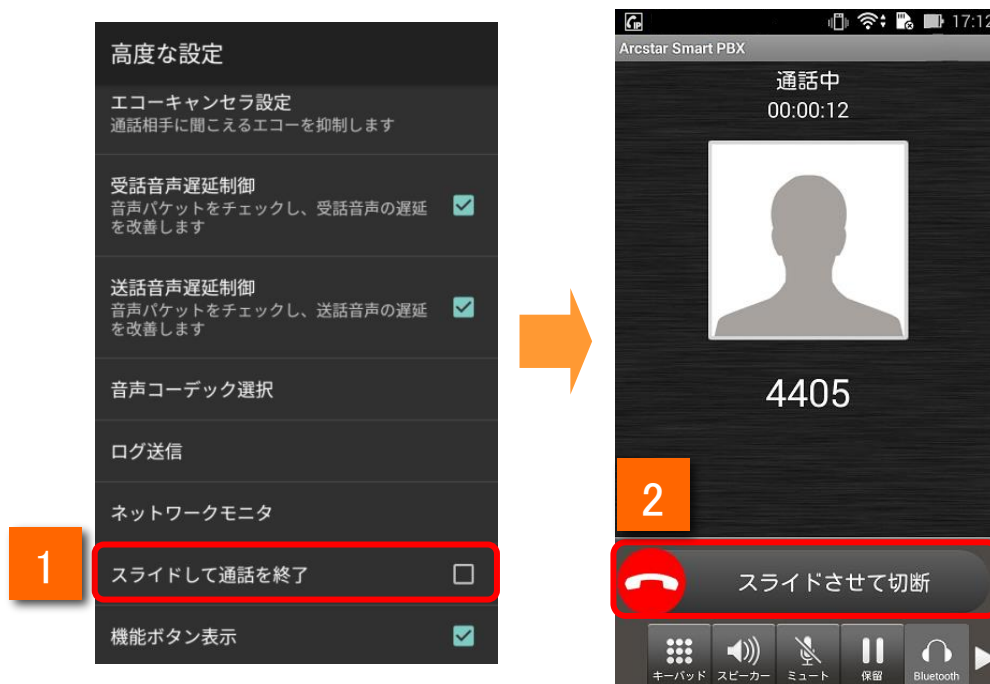 高度な設定
エコーキャンセラ設定
通話相手に聞こえるエコーを抑制します
受話音声遅延制御
音声パケットをチェックし、受話音声の遅延
を改善します
送話音声遅延制御
音声パケットをチェックし、送話音声の遅延
を改善します
音声コーデック選択
ログ送信
ネットワークモニタ
1
スライドして通話を終了
機能ボタン表示
IP
17:12
Arcstar Smart PBX
通話中
00:00:12
4405
2
スライドさせて切断
キーパッド スピーカー ミュート 保留 Bluetooth